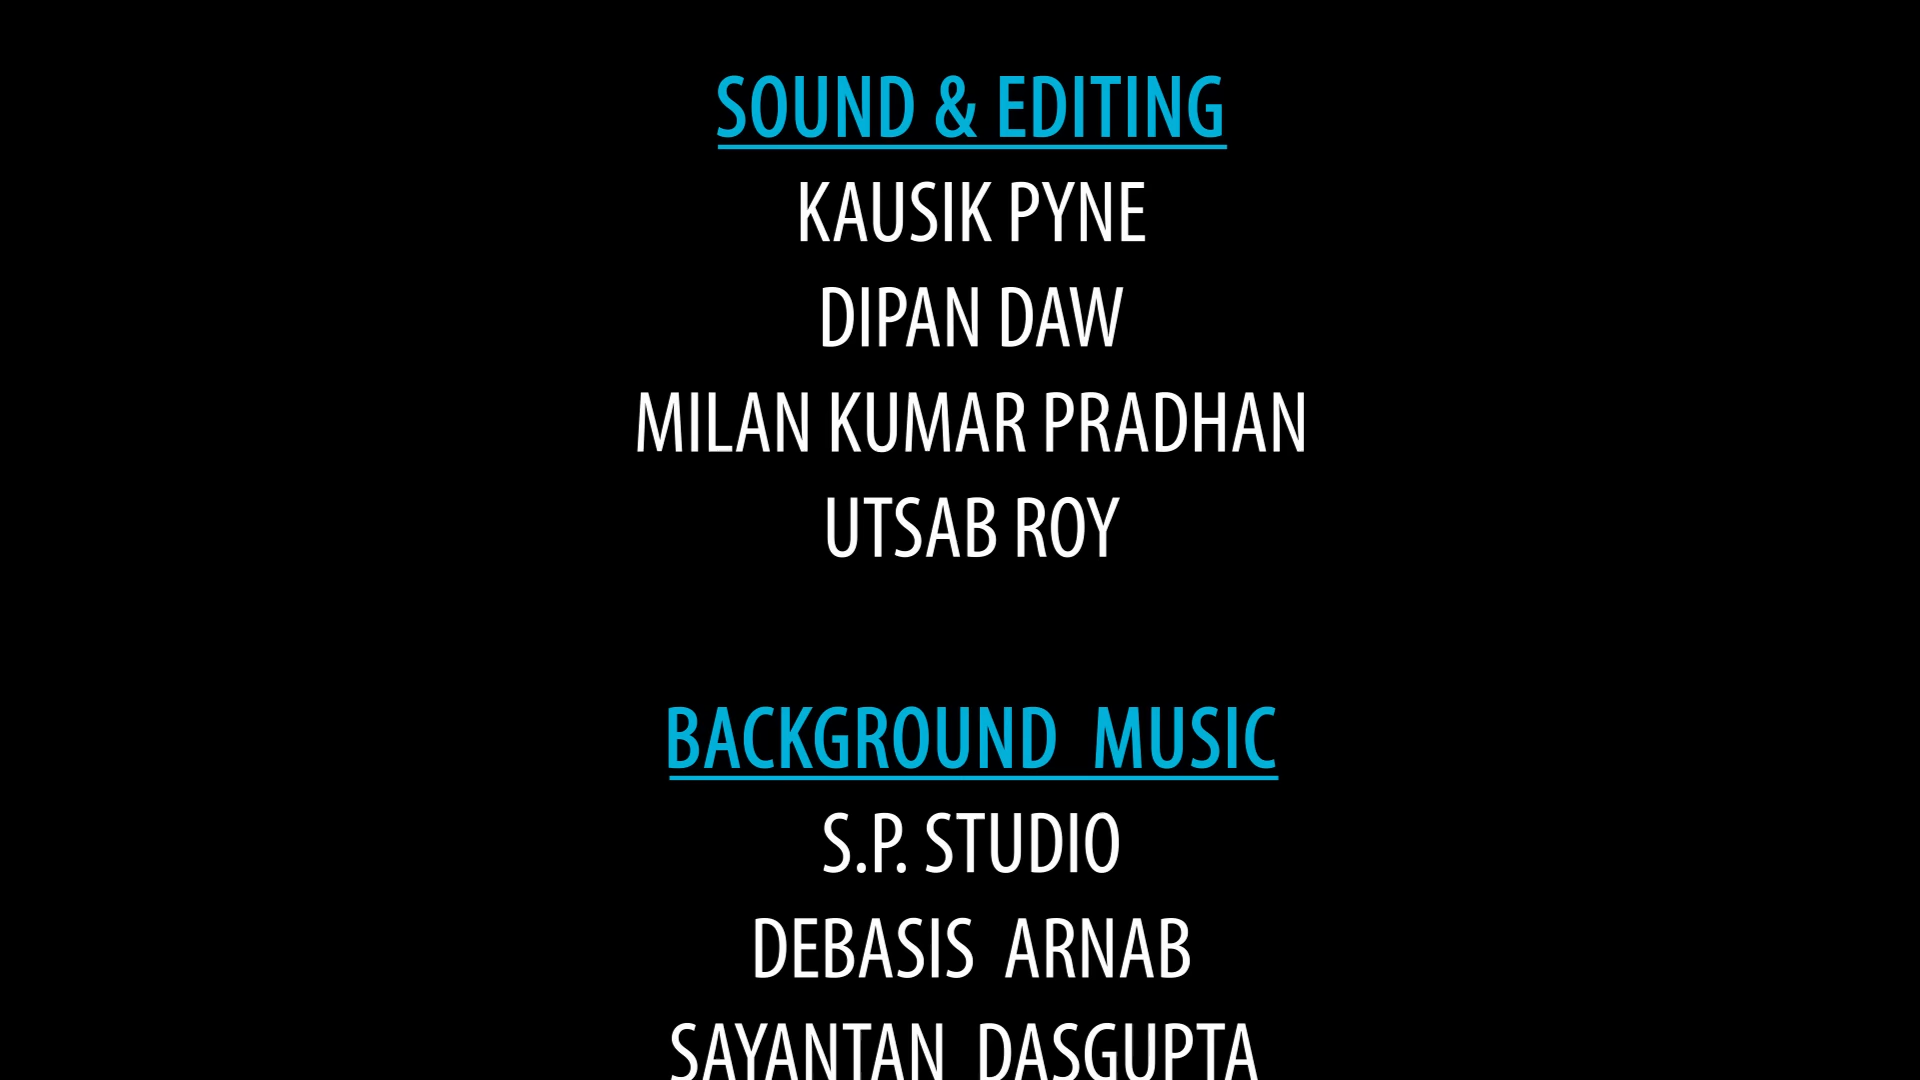 SOUND & EDITING
KAUSIK PYNE
DIPAN DAW
MILAN KUMAR PRADHAN
UTSAB ROY
BACKGROUND MUSIC
S.P. STUDIO
DEBASIS ARNAB
SAYANTAN DASGUPTA